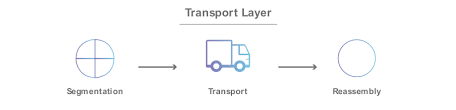 Transport Layer
Segmentation
Transport
Reassembly